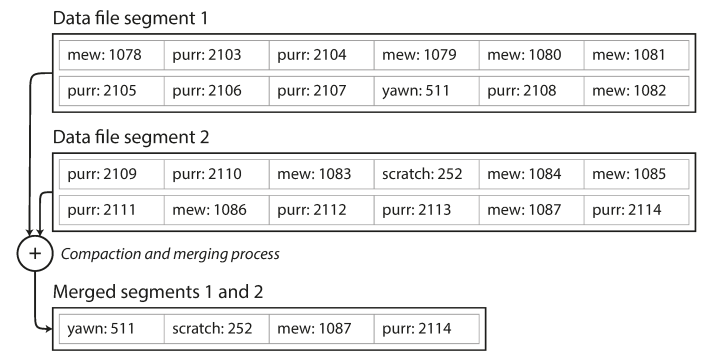 Data file segment 1
mew: 1078 purr: 2103 purr: 2104 mew: 1079 mew: 1080 mew: 1081
purr: 2105 purr: 2106 purr: 2107 yawn: 511 purr: 2108 mew: 1082
Data file segment 2
purr: 2109 purr: 2110 mew: 1083 scratch: 252 mew: 1084 mew: 1085
purr: 2111 mew: 1086 purr: 2112 purr: 2113 mew: 1087 purr: 2114
+ Compaction and merging process
Merged segments 1 and 2
yawn: 511 scratch: 252 mew: 1087 purr: 2114